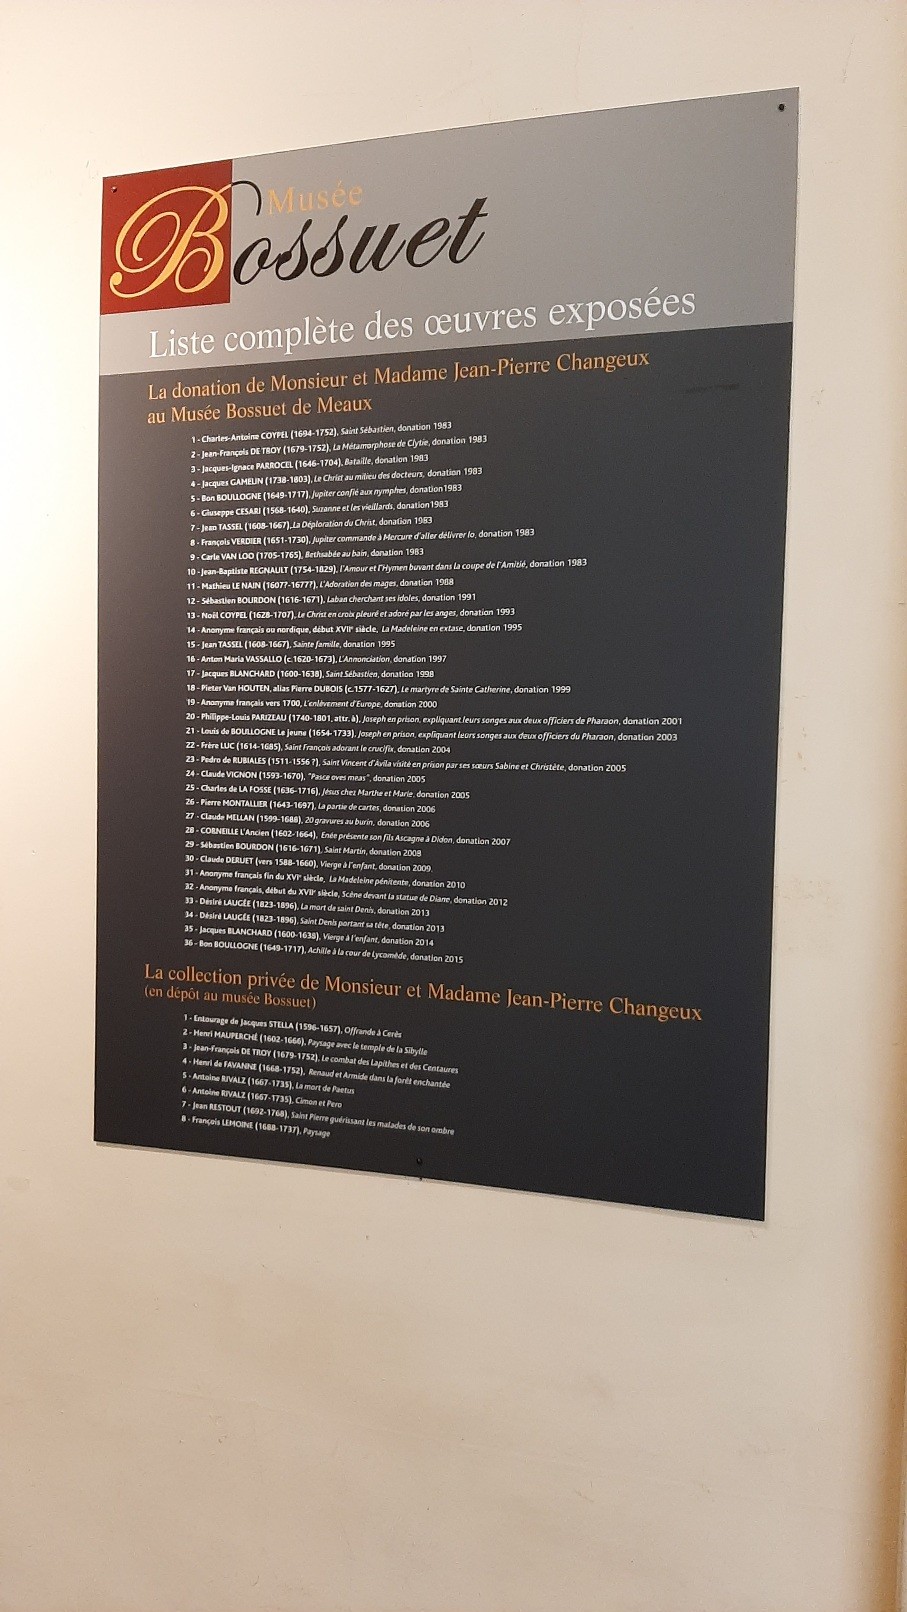 Musée
Bossuet
Liste complète des œuvres exposées
La donation de Monsieur et Madame Jean-Pierre Changeux
au Musée Bossuet de Meaux
1 - Charles-Antoine COYPEL (1694-1752), Saint Sébastien, donation 1983
2 - Jean-François DE TROY (1679-1752), La Métamorphose de Clytie, donation 1983
3 - Jacques-Ignace PARROCEL (1646-1704), Bataille, donation 1983
4 - Jacques GAMELIN (1738-1803), Le Christ au milieu des docteurs, donation 1983
5 - Bon BOULLOGNE (1649-1717), Jupiter confié aux nymphes, donation1983
6 - Giuseppe CESARI (1568-1640), Suzanne et les vieillards, donation1983
7 - Jean TASSEL (1608-1667),La Déploration du Christ, donation 1983
8 - François VERDIER (1651-1730), Jupiter commande à Mercure d'aller délivrer Io, donation 1983
9 - Carle VAN LOO (1705-1765), Bethsabée au bain, donation 1983
10 -Jean-Baptiste REGNAULT (1754-1829), l'Amour et l'Hymen buvant dans la coupe de l'Amitié, donation 1983
11 - Mathieu LE NAIN (1607?-1677?), L'Adoration des mages, donation 1988
12 - Sébastien BOURDON (1616-1671), Laban cherchant ses idoles, donation 1991
13 - Noël COYPEL (1628-1707), Le Christ en croix pleuré et adoré par les anges, donation 1993
14 - Anonyme français ou nordique, début XVIIe siècle, La Madeleine en extase, donation 1995
15 - Jean TASSEL (1608-1667), Sainte famille, donation 1995
16 - Anton Maria VASSALLO (c.1620-1673), L'Annonciation, donation 1997
17 - Jacques BLANCHARD (1600-1638), Saint Sébastien, donation 1998
18 - Pieter Van HOUTEN, alias Pierre DUBOIS (c.1577-1627), Le martyre de Sainte Catherine, donation 1999
19 - Anonyme français vers 1700, L'enlèvement d'Europe, donation 2000
20 - Philippe-Louis PARIZEAU (1740-1801, attr. à), Joseph en prison, expliquant leurs songes aux deux officiers de Pharaon, donation 2001
21 - Louis de BOULLOGNE Le Jeune (1654-1733), Joseph en prison, expliquant leurs songes aux deux officiers du Pharaon, donation 2003
22 - Frère LUC (1614-1685), Saint François adorant le crucifix, donation 2004
23 - Pedro de RUBIALES (1511-1556 ?), Saint Vincent d'Avila visité en prison par ses sœurs Sabine et Christète, donation 2005
24 - Claude VIGNON (1593-1670), "Pasce oves meas", donation 2005
25 - Charles de LA FOSSE (1636-1716), Jésus chez Marthe et Marie, donation 2005
26 - Pierre MONTALLIER (1643-1697), La partie de cartes, donation 2006
27 - Claude MELLAN (1599-1688), 20 gravures au burin, donation 2006
28 - CORNEILLE L'Ancien (1602-1664), Enée présente son fils Ascagne à Didon, donation 2007
29 - Sébastien BOURDON (1616-1671), Saint Martin, donation 2008
30 - Claude DERUET (vers 1588-1660), Vierge à l'enfant, donation 2009
31 - Anonyme français fin du XVIe siècle, La Madeleine pénitente, donation 2010
32 - Anonyme français, début du XVIIe siècle, Scène devant la statue de Diane, donation 2012
33 - Désiré LAUGÉE (1823-1896), La mort de saint Denis, donation 2013
34 - Désiré LAUGÉE (1823-1896), Saint Denis portant sa tête, donation 2013
35 - Jacques BLANCHARD (1600-1638), Vierge à l'enfant, donation 2014
36 - Bon BOULLOGNE (1649-1717), Achille à la cour de Lycomède, donation 2015
La collection privée de Monsieur et Madame Jean-Pierre Changeux
(en dépôt au musée Bossuet)
1 - Entourage de Jacques STELLA (1596-1657), Offrande à Cerès
2 - Henri MAUPERCHÉ (1602-1666), Paysage avec le temple de la Sibylle
3 - Jean-François DE TROY (1679-1752), Le combat des Lapithes et des Centaures
4 - Henri de FAVANNE (1668-1752), Renaud et Armide dans la forêt enchantée
5 - Antoine RIVALZ (1667-1735), La mort de Paetus
6 - Antoine RIVALZ (1667-1735), Cimon et Pero
7 - Jean RESTOUT (1692-1768), Saint Pierre guérissant les malades de son ombre
8 - François LEMOINE (1688-1737), Paysage